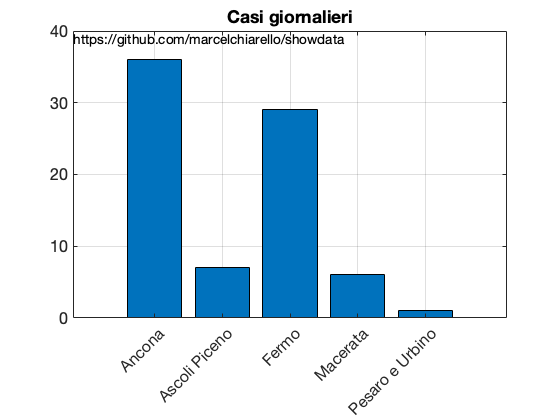 Casi giornalieri
https://github.com/marcelchiarello/showdata
40
30
20
10
0
Ancona
Ascoli Piceno
Fermo
Macerata
Pesaro e Urbino